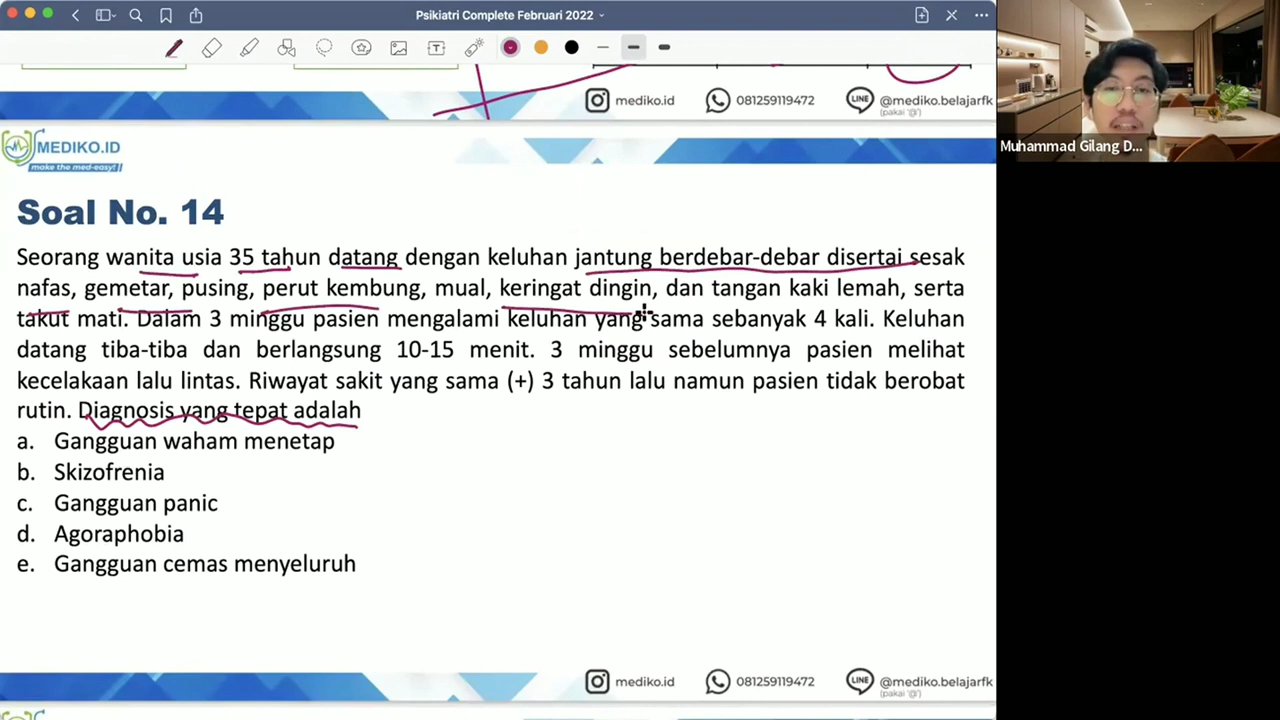 Psikiatri Complete Februari 2022
mediko.id
081259119472
@mediko.belajarfk
(pakai '@')
Muhammad Gilang D...
MEDIKO.ID
make the med-easy!
Soal No. 14
Seorang wanita usia 35 tahun datang dengan keluhan jantung berdebar-debar disertai sesak
nafas, gemetar, pusing, perut kembung, mual, keringat dingin, dan tangan kaki lemah, serta
takut mati. Dalam 3 minggu pasien mengalami keluhan yang sama sebanyak 4 kali. Keluhan
datang tiba-tiba dan berlangsung 10-15 menit. 3 minggu sebelumnya pasien melihat
kecelakaan lalu lintas. Riwayat sakit yang sama (+) 3 tahun lalu namun pasien tidak berobat
rutin. Diagnosis yang tepat adalah
a. Gangguan waham menetap
b. Skizofrenia
c. Gangguan panic
d. Agoraphobia
e. Gangguan cemas menyeluruh
mediko.id
081259119472
LINE
@mediko.belajarfk
(pakai '@')